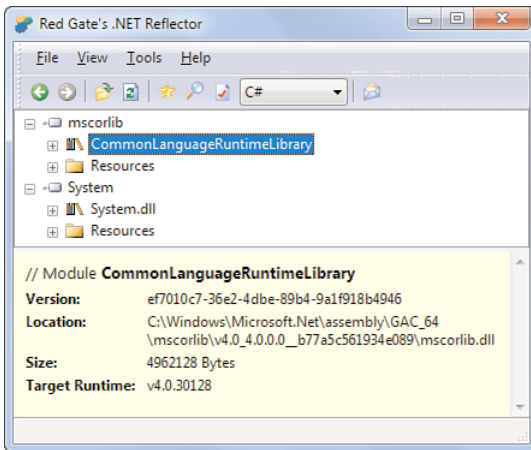 Red Gate's .NET Reflector
File View Tools Help
C#
mscorlib
CommonLanguageRuntimeLibrary
Resources
System
System.dll
Resources
// Module CommonLanguageRuntimeLibrary
Version: ef7010c7-36e2-4dbe-89b4-9a1f918b4946
Location: C:\Windows\Microsoft.Net\assembly\GAC_64
\mscorlib\v4.0_4.0.0.0__b77a5c561934e089\mscorlib.dll
Size: 4962128 Bytes
Target Runtime: v4.0.30128